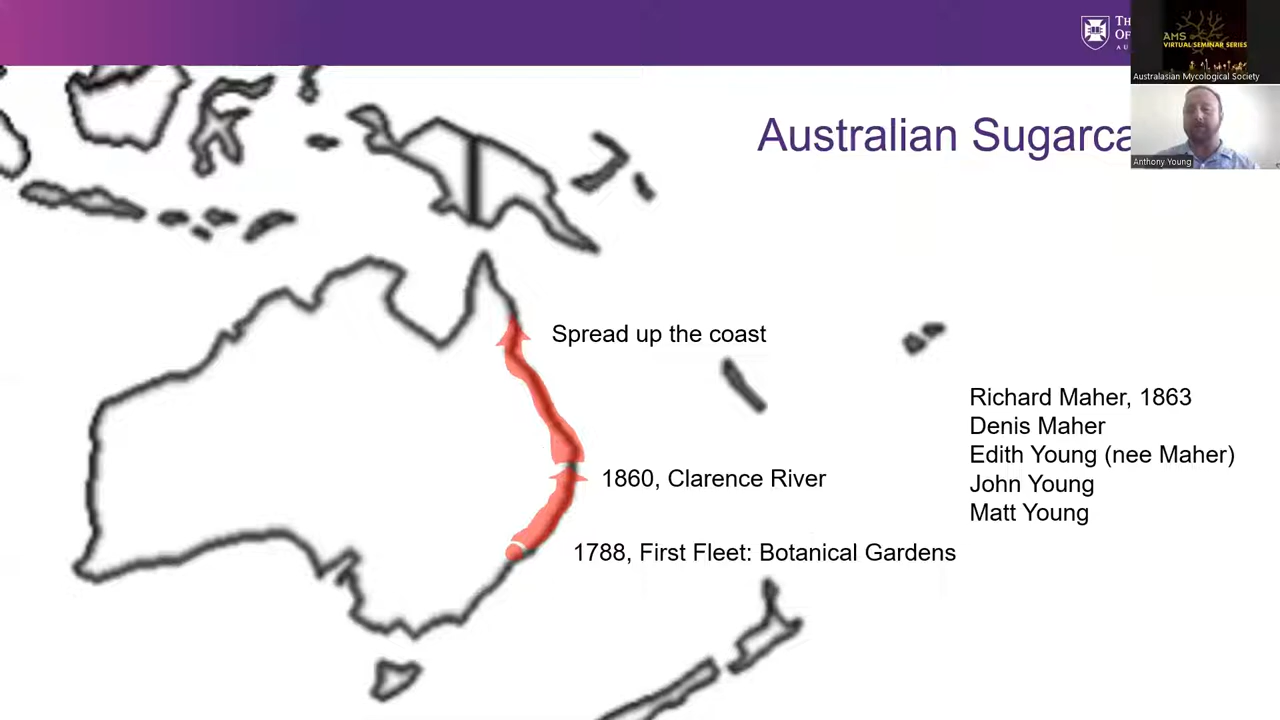 AMS
VIRTUAL SEMINAR SERIES
Australasian Mycological Society
Australian Sugarca
Anthony Young
Spread up the coast
Richard Maher, 1863
Denis Maher
Edith Young (nee Maher)
John Young
Matt Young
1860, Clarence River
1788, First Fleet: Botanical Gardens